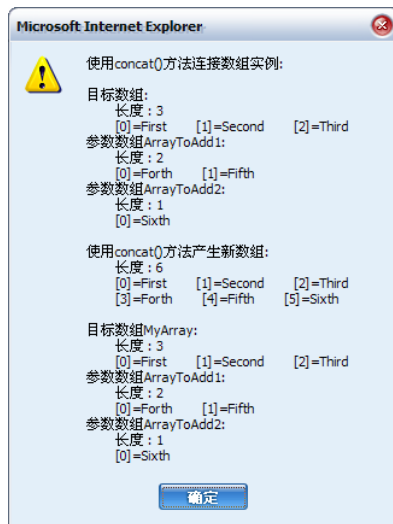 Microsoft Internet Explorer
使用concat()方法连接数组实例:
目标数组:
长度：3
[0]=First [1]=Second [2]=Third
参数数组ArrayToAdd1:
长度：2
[0]=Forth [1]=Fifth
参数数组ArrayToAdd2:
长度：1
[0]=Sixth
使用concat()方法产生新数组:
长度：6
[0]=First [1]=Second [2]=Third
[3]=Forth [4]=Fifth [5]=Sixth
目标数组MyArray:
长度：3
[0]=First [1]=Second [2]=Third
参数数组ArrayToAdd1:
长度：2
[0]=Forth [1]=Fifth
参数数组ArrayToAdd2:
长度：1
[0]=Sixth
确定